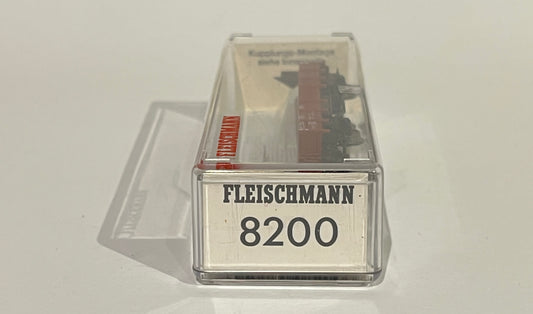 Kupplungs-Montage
siehe
FLEISCHMANN
FLEISCHMANN
8200